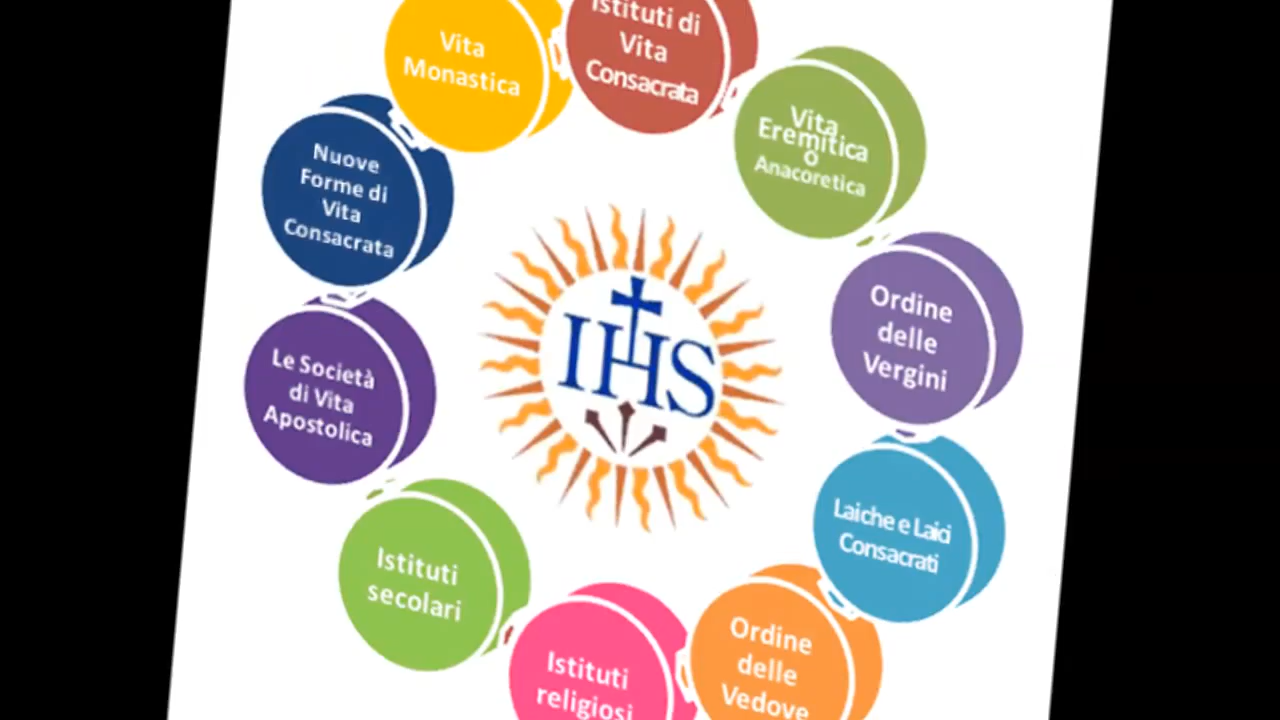 Istituti di
Vita
Consacrata
Vita
Eremitica
o
Anacoretica
Ordine
delle
Vergini
Laiche e Laici
Consacrati
Ordine
delle
Vedove
Istituti
religiosi
Istituti
secolari
Le Società
di Vita
Apostolica
Nuove
Forme di
Vita
Consacrata
Vita
Monastica
IHS